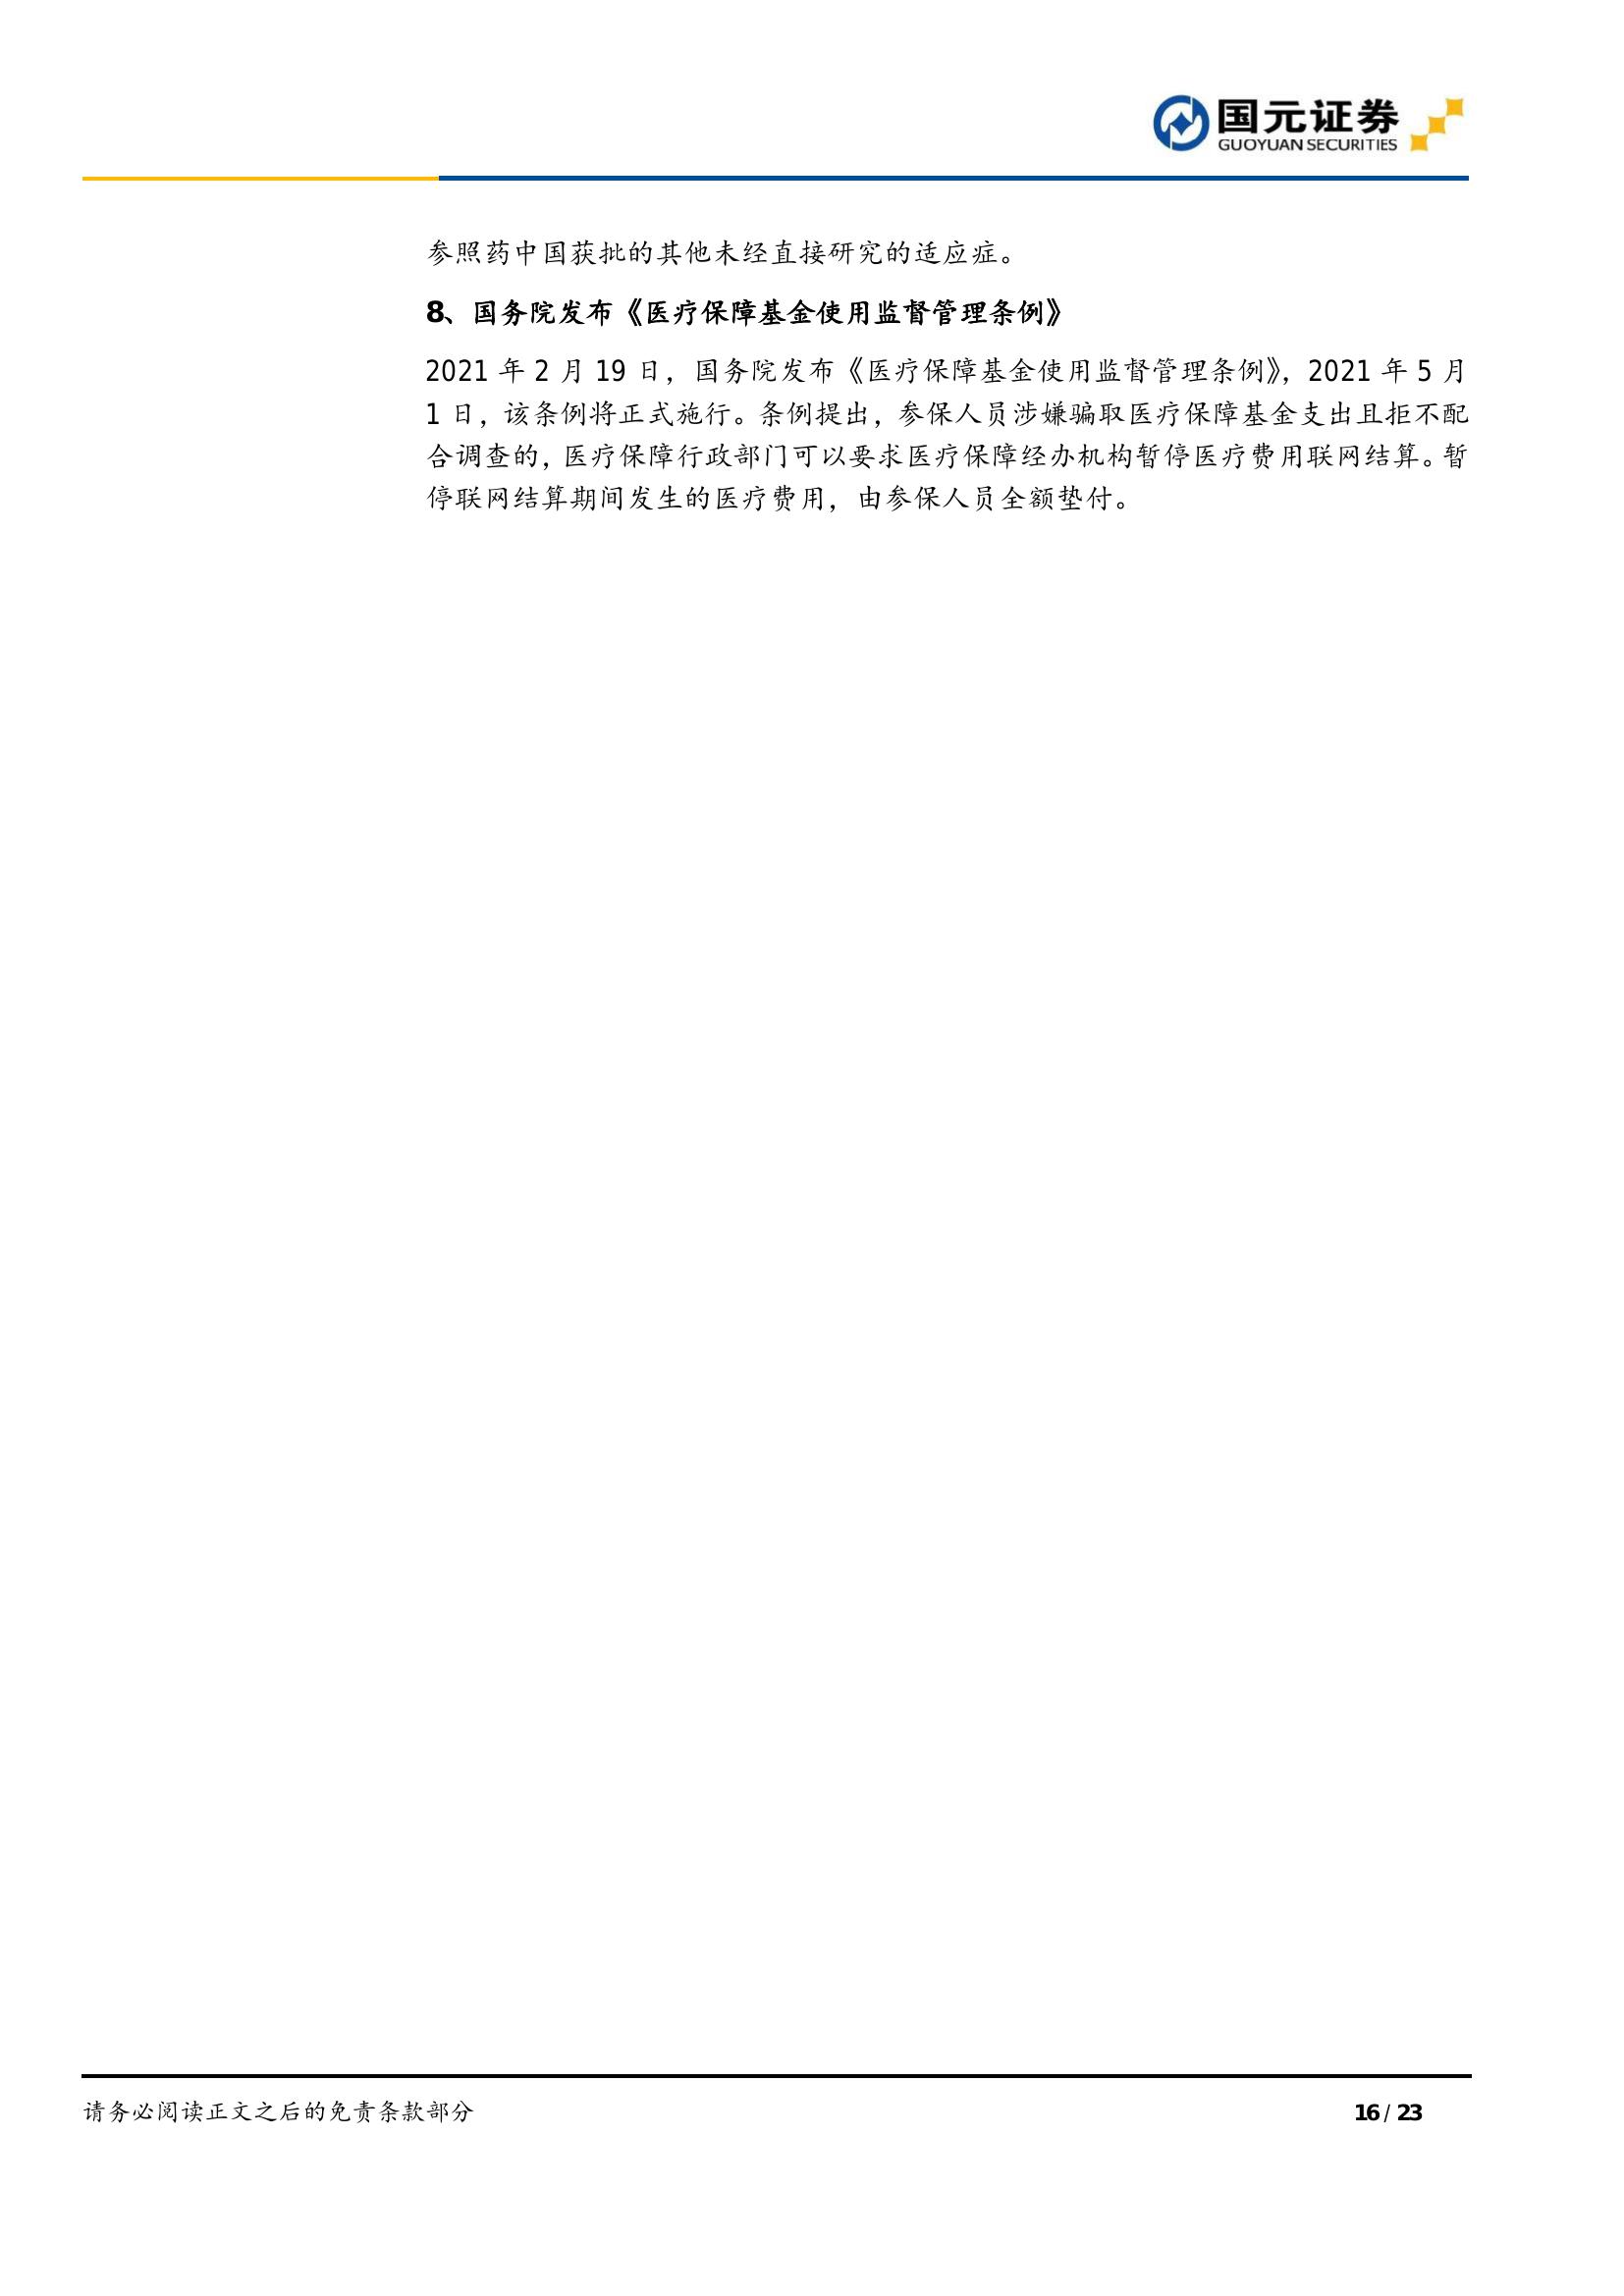 国元证券
GUOYUAN SECURITIES
参照药中国获批的其他未经直接研究的适应症。
8、国务院发布《医疗保障基金使用监督管理条例》
2021 年 2 月 19 日，国务院发布《医疗保障基金使用监督管理条例》，2021 年 5 月
1 日，该条例将正式施行。条例提出，参保人员涉嫌骗取医疗保障基金支出且拒不配
合调查的，医疗保障行政部门可以要求医疗保障经办机构暂停医疗费用联网结算。暂
停联网结算期间发生的医疗费用，由参保人员全额垫付。
请务必阅读正文之后的免责条款部分
16 / 23